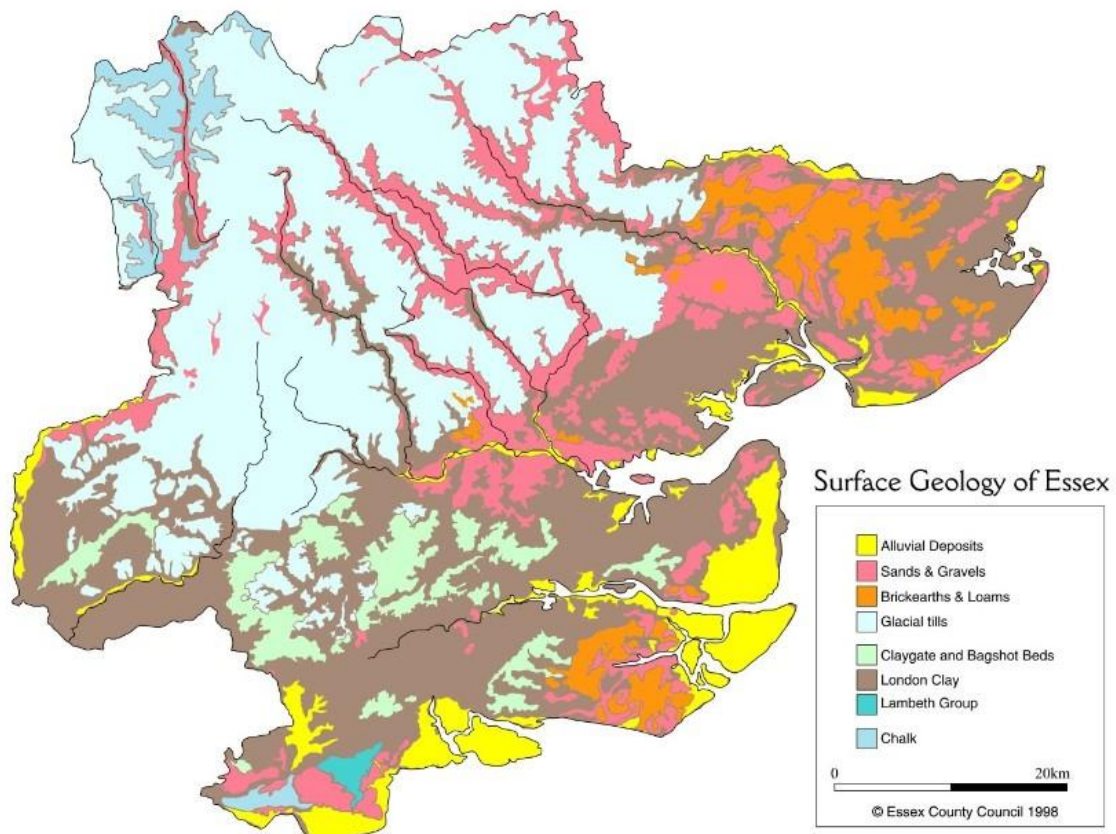 Surface Geology of Essex
Alluvial Deposits
Sands & Gravels
Brickearths & Loams
Glacial tills
Claygate and Bagshot Beds
London Clay
Lambeth Group
Chalk
0 20km
© Essex County Council 1998